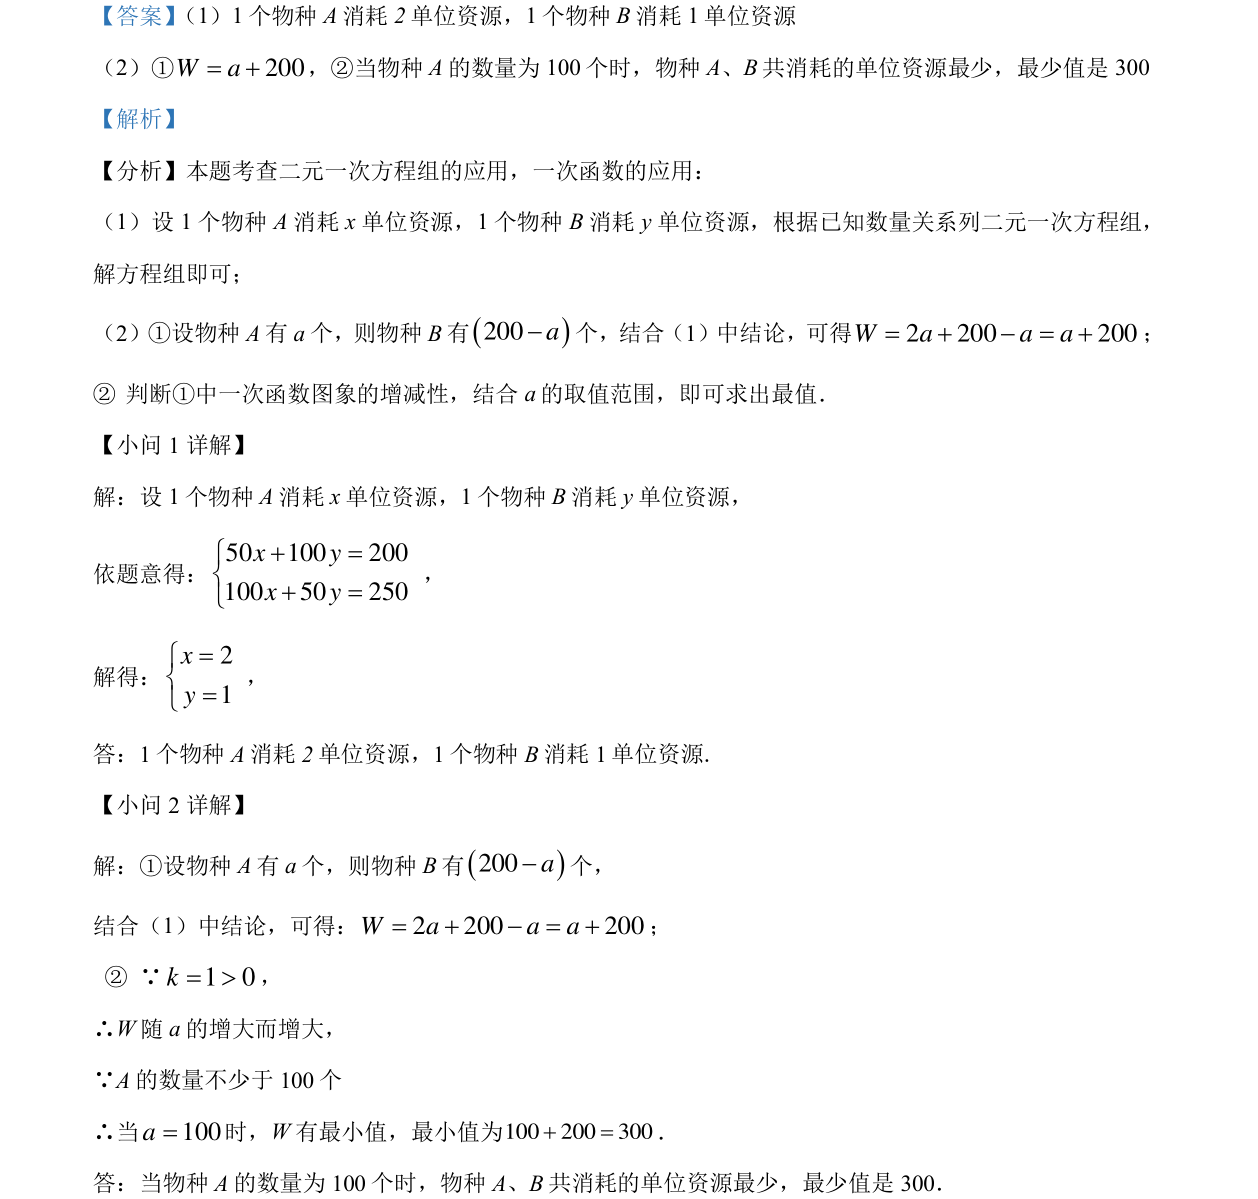 【答案】（1）1 个物种 A 消耗 2 单位资源，1 个物种 B 消耗 1 单位资源
（2）①W = a + 200，②当物种 A 的数量为 100 个时，物种 A、B 共消耗的单位资源最少，最少值是 300
【解析】
【分析】本题考查二元一次方程组的应用，一次函数的应用：
（1）设 1 个物种 A 消耗 x 单位资源，1 个物种 B 消耗 y 单位资源，根据已知数量关系列二元一次方程组，
解方程组即可；
（2）①设物种 A 有 a 个，则物种 B 有(200 − a)个，结合（1）中结论，可得W = 2a + 200 − a = a + 200；
② 判断①中一次函数图象的增减性，结合 a 的取值范围，即可求出最值．
【小问 1 详解】
解：设 1 个物种 A 消耗 x 单位资源，1 个物种 B 消耗 y 单位资源，
依题意得：{50x + 100y = 200
100x + 50y = 250，
解得：{x = 2
y = 1，
答：1 个物种 A 消耗 2 单位资源，1 个物种 B 消耗 1 单位资源.
【小问 2 详解】
解：①设物种 A 有 a 个，则物种 B 有(200 − a)个，
结合（1）中结论，可得：W = 2a + 200 − a = a + 200；
② ∵k = 1 > 0，
∴W 随 a 的增大而增大，
∵A 的数量不少于 100 个
∴当a = 100时，W 有最小值，最小值为100 + 200 = 300．
答：当物种 A 的数量为 100 个时，物种 A、B 共消耗的单位资源最少，最少值是 300．